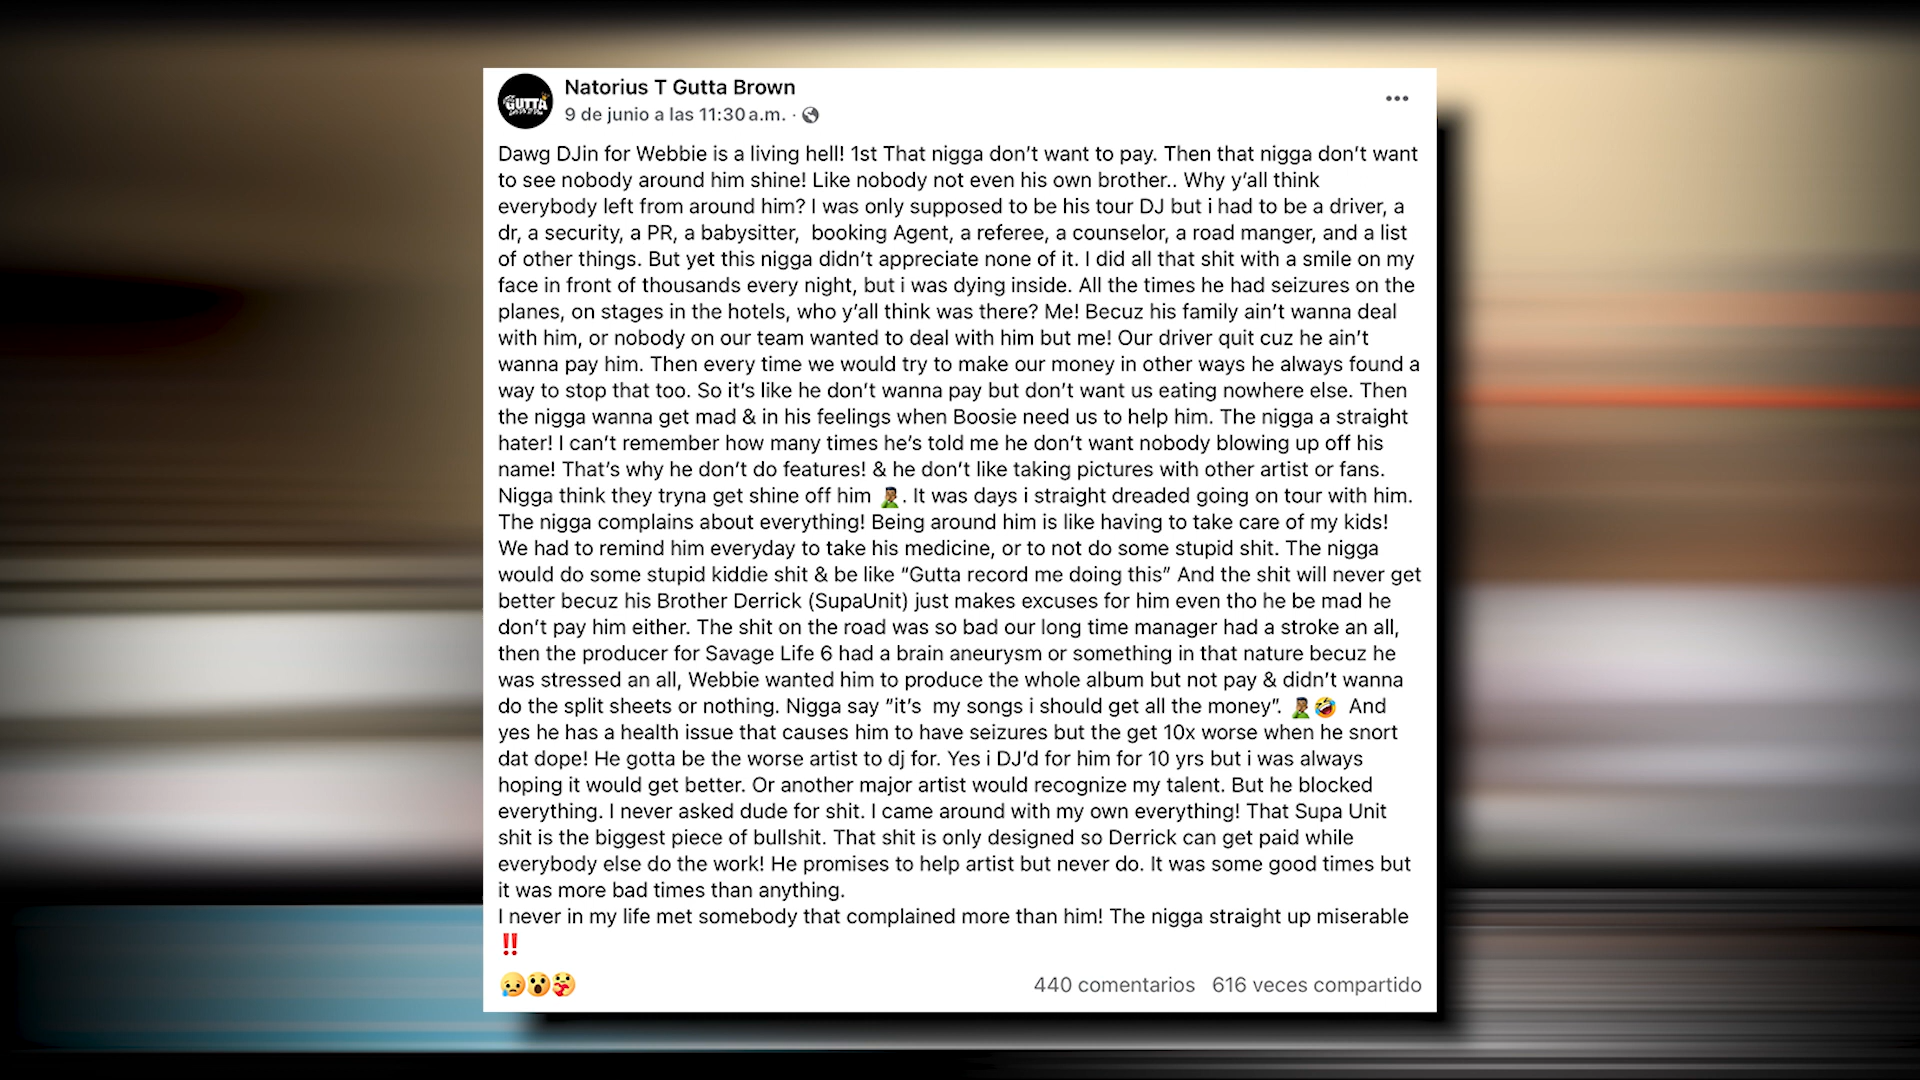 GUTTA
Natorius T Gutta Brown
9 de junio a las 11:30 a.m. ·
Dawg DJin for Webbie is a living hell! 1st That nigga don’t want to pay. Then that nigga don’t want
to see nobody around him shine! Like nobody not even his own brother.. Why y’all think
everybody left from around him? I was only supposed to be his tour DJ but i had to be a driver, a
dr, a security, a PR, a babysitter,  booking Agent, a referee, a counselor, a road manger, and a list
of other things. But yet this nigga didn’t appreciate none of it. I did all that shit with a smile on my
face in front of thousands every night, but i was dying inside. All the times he had seizures on the
planes, on stages in the hotels, who y’all think was there? Me! Becuz his family ain’t wanna deal
with him, or nobody on our team wanted to deal with him but me! Our driver quit cuz he ain’t
wanna pay him. Then every time we would try to make our money in other ways he always found a
way to stop that too. So it’s like he don’t wanna pay but don’t want us eating nowhere else. Then
the nigga wanna get mad & in his feelings when Boosie need us to help him. The nigga a straight
hater! I can’t remember how many times he’s told me he don’t want nobody blowing up off his
name! That’s why he don’t do features! & he don’t like taking pictures with other artist or fans.
Nigga think they tryna get shine off him 🤦🏾‍♂️. It was days i straight dreaded going on tour with him.
The nigga complains about everything! Being around him is like having to take care of my kids!
We had to remind him everyday to take his medicine, or to not do some stupid shit. The nigga
would do some stupid kiddie shit & be like “Gutta record me doing this” And the shit will never get
better becuz his Brother Derrick (SupaUnit) just makes excuses for him even tho he be mad he
don’t pay him either. The shit on the road was so bad our long time manager had a stroke an all,
then the producer for Savage Life 6 had a brain aneurysm or something in that nature becuz he
was stressed an all, Webbie wanted him to produce the whole album but not pay & didn’t wanna
do the split sheets or nothing. Nigga say “it’s  my songs i should get all the money”. 🤦🏾‍♂️🤣  And
yes he has a health issue that causes him to have seizures but the get 10x worse when he snort
dat dope! He gotta be the worse artist to dj for. Yes i DJ’d for him for 10 yrs but i was always
hoping it would get better. Or another major artist would recognize my talent. But he blocked
everything. I never asked dude for shit. I came around with my own everything! That Supa Unit
shit is the biggest piece of bullshit. That shit is only designed so Derrick can get paid while
everybody else do the work! He promises to help artist but never do. It was some good times but
it was more bad times than anything.
I never in my life met somebody that complained more than him! The nigga straight up miserable
‼️
440 comentarios 616 veces compartido